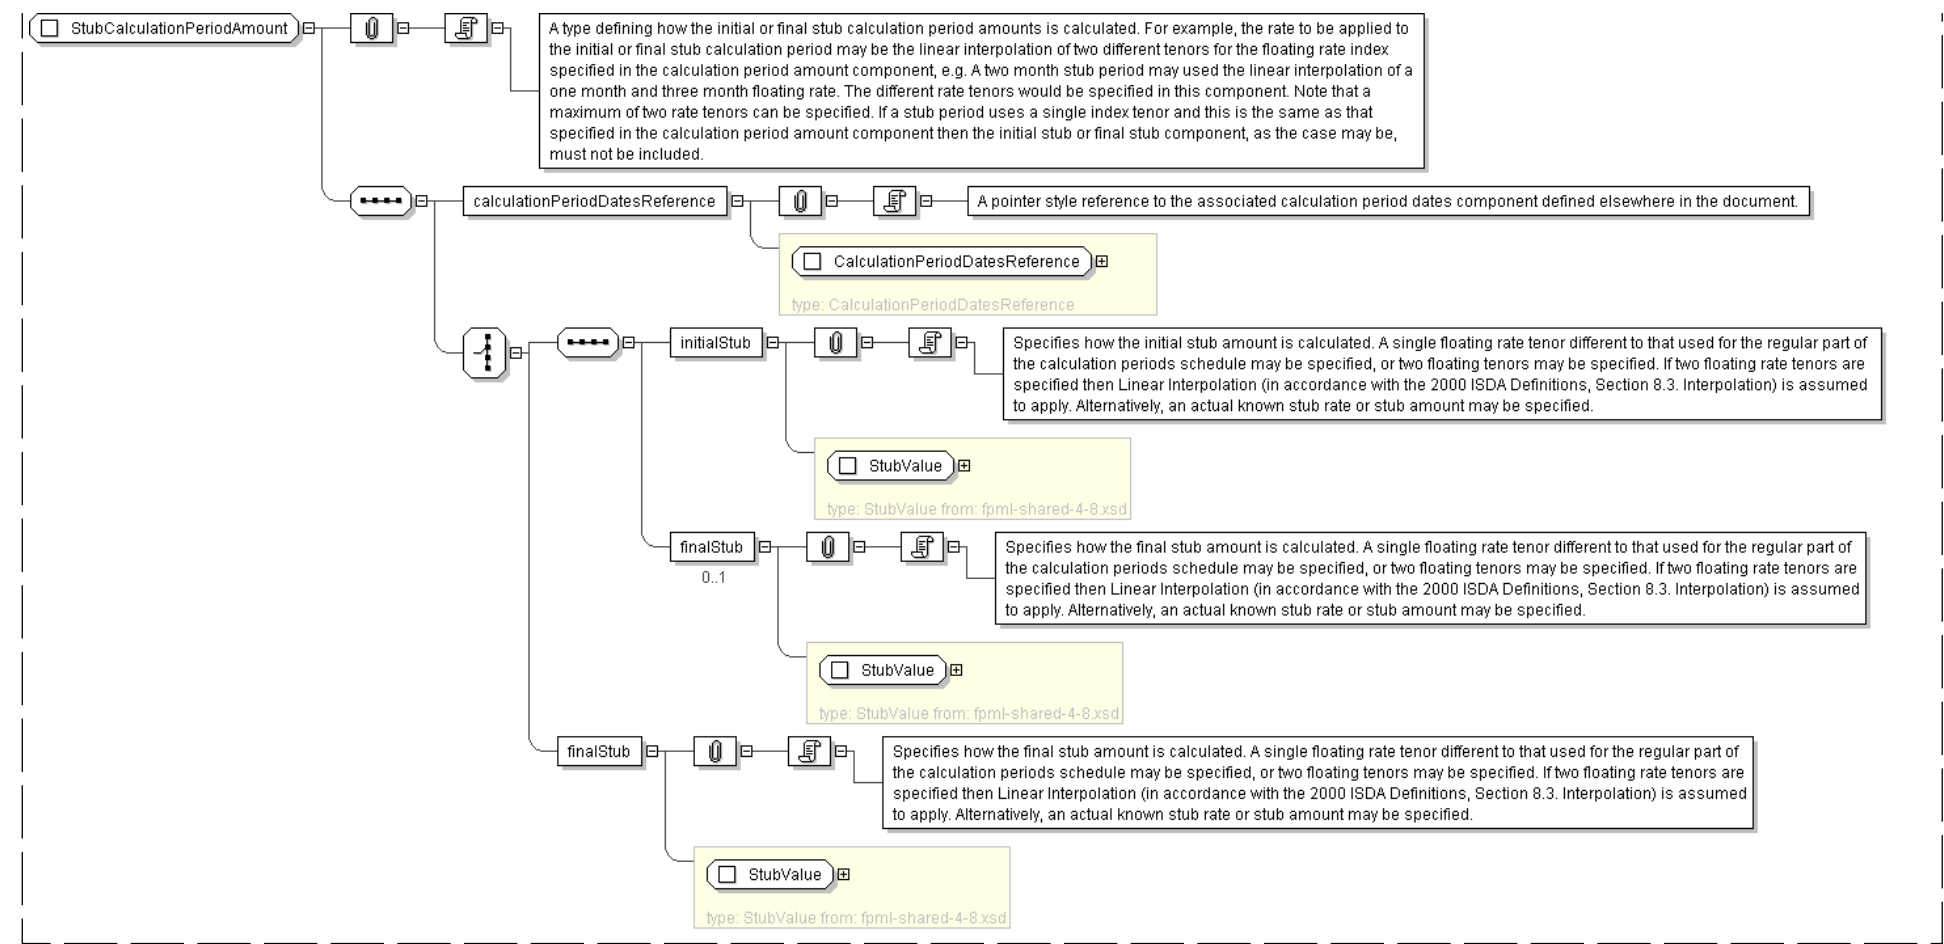 StubCalculationPeriodAmount
A type defining how the initial or final stub calculation period amounts is calculated. For example, the rate to be applied to
the initial or final stub calculation period may be the linear interpolation of two different tenors for the floating rate index
specified in the calculation period amount component, e.g. A two month stub period may used the linear interpolation of a
one month and three month floating rate. The different rate tenors would be specified in this component. Note that a
maximum of two rate tenors can be specified. If a stub period uses a single index tenor and this is the same as that
specified in the calculation period amount component then the initial stub or final stub component, as the case may be,
must not be included.
calculationPeriodDatesReference
A pointer style reference to the associated calculation period dates component defined elsewhere in the document.
CalculationPeriodDatesReference
type: CalculationPeriodDatesReference
initialStub
Specifies how the initial stub amount is calculated. A single floating rate tenor different to that used for the regular part of
the calculation periods schedule may be specified, or two floating tenors may be specified. If two floating rate tenors are
specified then Linear Interpolation (in accordance with the 2000 ISDA Definitions, Section 8.3. Interpolation) is assumed
to apply. Alternatively, an actual known stub rate or stub amount may be specified.
StubValue
type: StubValue from: fpml-shared-4-8.xsd
finalStub
0..1
Specifies how the final stub amount is calculated. A single floating rate tenor different to that used for the regular part of
the calculation periods schedule may be specified, or two floating tenors may be specified. If two floating rate tenors are
specified then Linear Interpolation (in accordance with the 2000 ISDA Definitions, Section 8.3. Interpolation) is assumed
to apply. Alternatively, an actual known stub rate or stub amount may be specified.
StubValue
type: StubValue from: fpml-shared-4-8.xsd
finalStub
Specifies how the final stub amount is calculated. A single floating rate tenor different to that used for the regular part of
the calculation periods schedule may be specified, or two floating tenors may be specified. If two floating rate tenors are
specified then Linear Interpolation (in accordance with the 2000 ISDA Definitions, Section 8.3. Interpolation) is assumed
to apply. Alternatively, an actual known stub rate or stub amount may be specified.
StubValue
type: StubValue from: fpml-shared-4-8.xsd